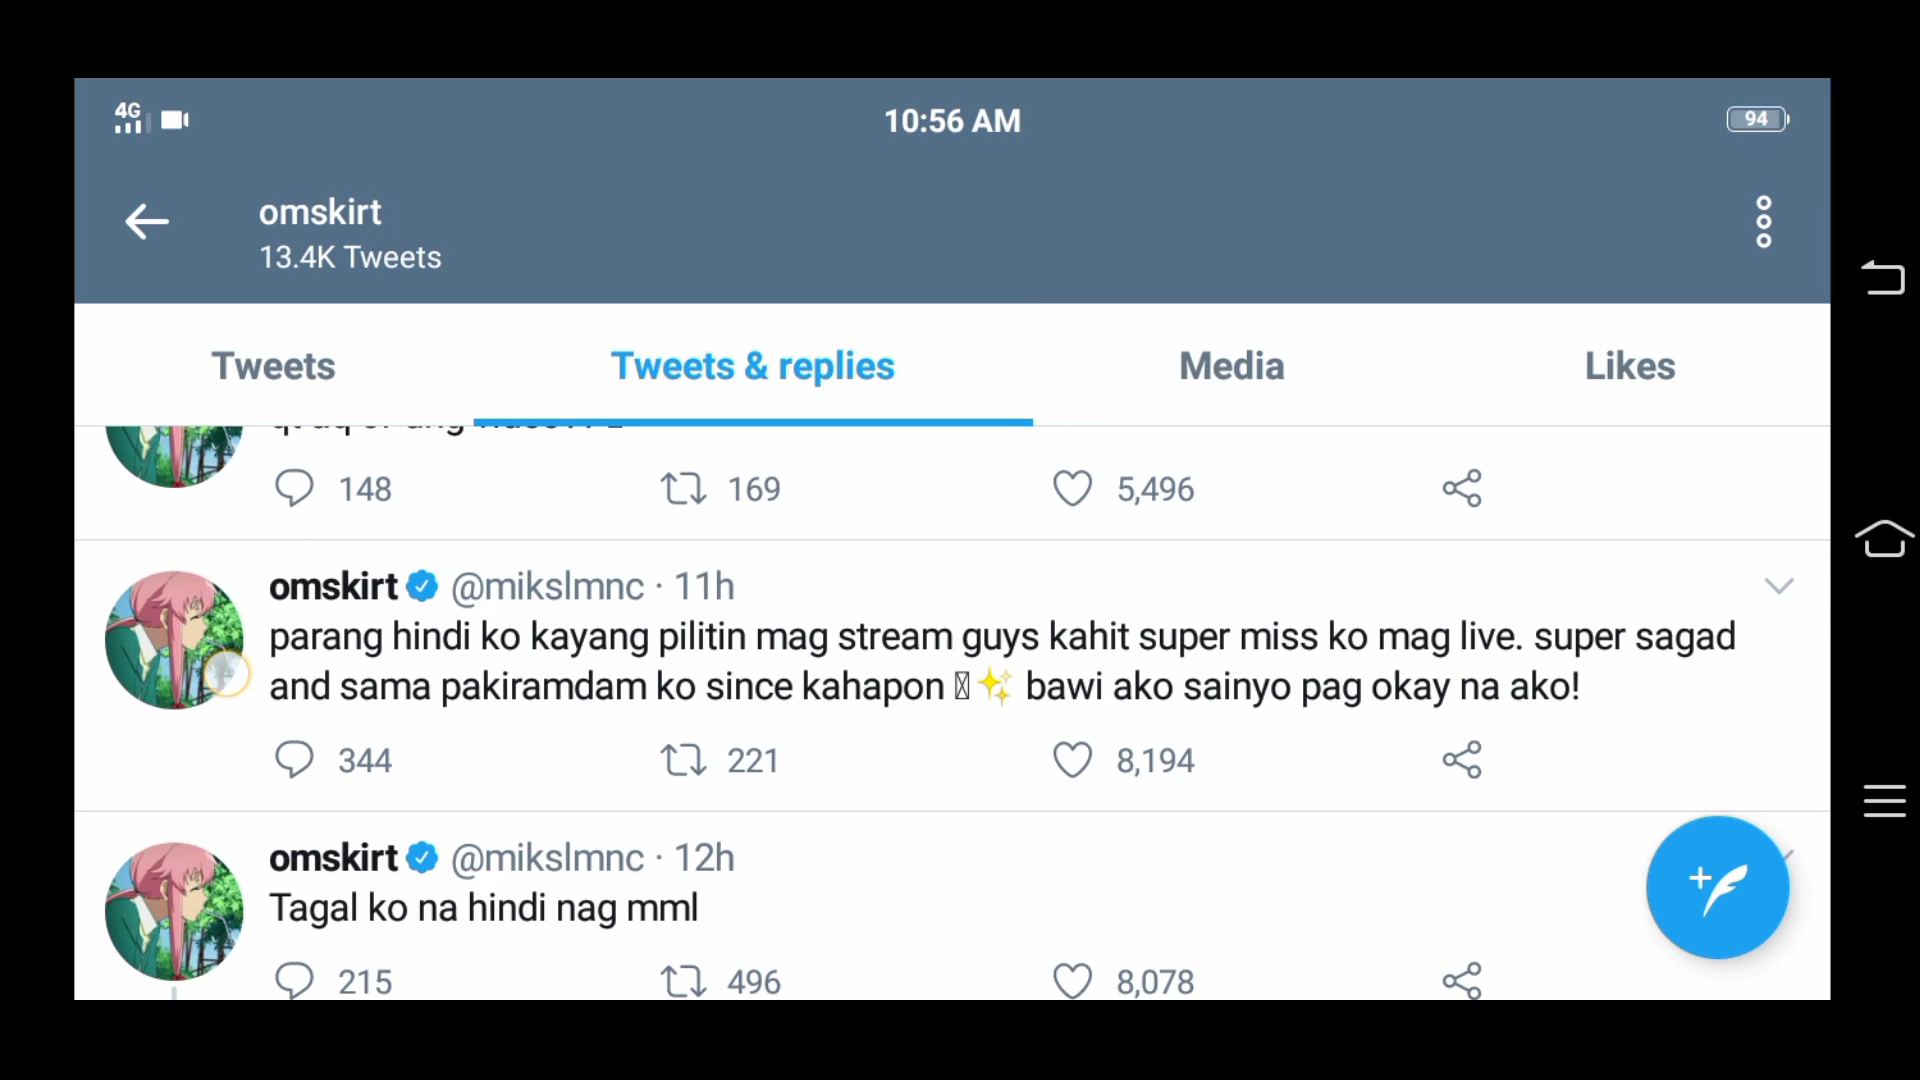 4G
10:56 AM
94
omskirt
13.4K Tweets
Tweets
Tweets & replies
Media
Likes
148
169
5,496
omskirt @mikslmnc · 11h
parang hindi ko kayang pilitin mag stream guys kahit super miss ko mag live. super sagad
and sama pakiramdam ko since kahapon ✨ bawi ako sainyo pag okay na ako!
344
221
8,194
omskirt @mikslmnc · 12h
Tagal ko na hindi nag mml
215
496
8,078